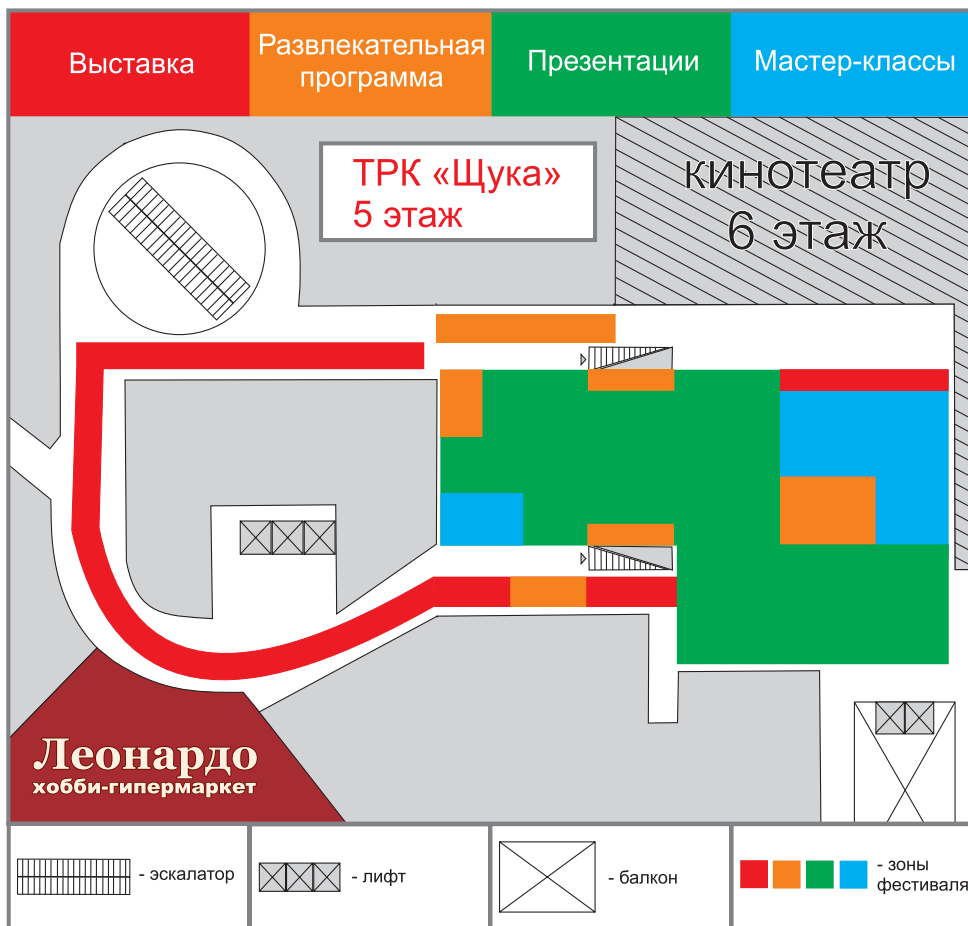 Выставка
Развлекательная
программа
Презентации
Мастер-классы
ТРК «Щука»
5 этаж
кинотеатр
6 этаж
Леонардо
хобби-гипермаркет
- эскалатор
- лифт
- балкон
- зоны
фестиваля